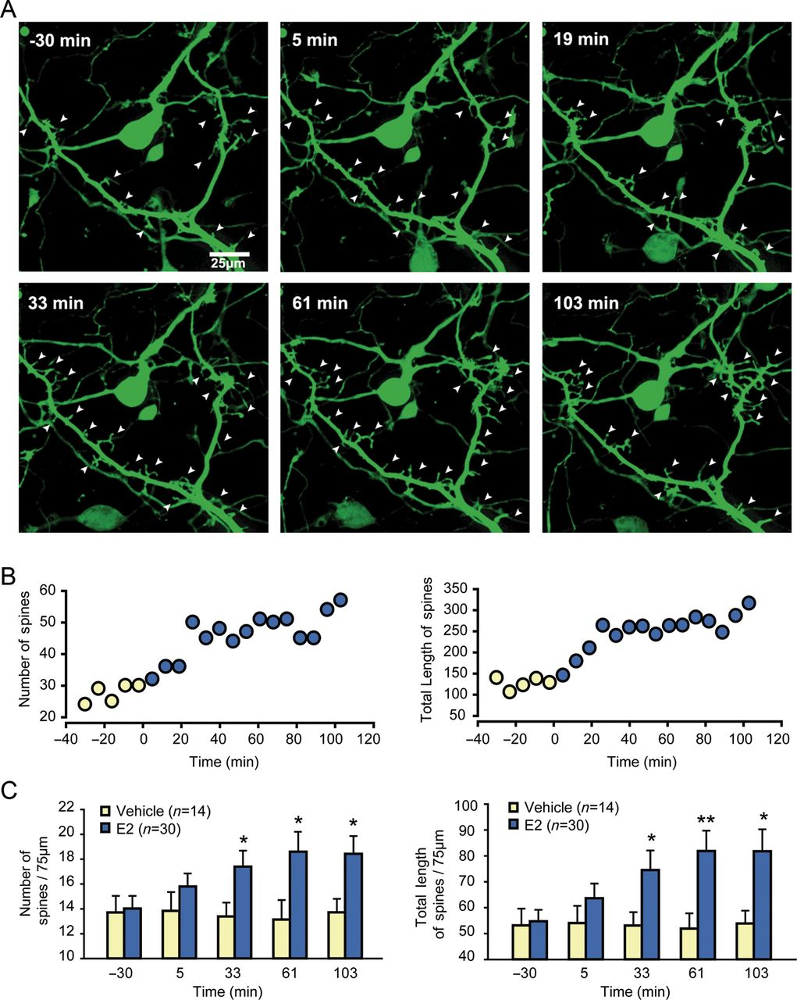 A
-30 min
5 min
19 min
25µm
33 min
61 min
103 min
B
Number of spines
60
50
40
30
20
–40 –20 0 20 40 60 80 100 120
Time (min)
Total Length of spines
350
300
250
200
150
100
50
–40 –20 0 20 40 60 80 100 120
Time (min)
C
Number of
spines / 75µm
22
20
18
16
14
12
10
Vehicle (n=14)
E2 (n=30)
* * *
–30 5 33 61 103
Time (min)
Total length
of spines / 75µm
100
90
80
70
60
50
40
Vehicle (n=14)
E2 (n=30)
* ** *
–30 5 33 61 103
Time (min)